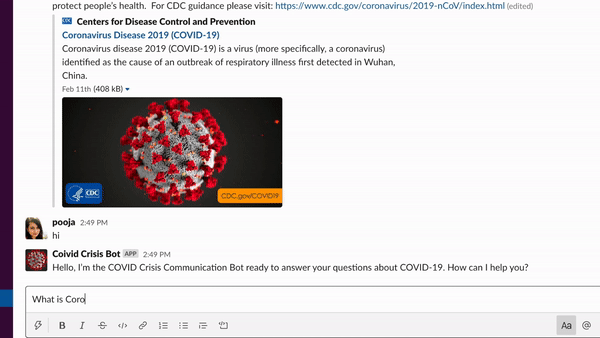 protect people's health. For CDC guidance please visit: https://www.cdc.gov/coronavirus/2019-nCoV/index.html (edited)
CDC Centers for Disease Control and Prevention
Coronavirus Disease 2019 (COVID-19)
Coronavirus disease 2019 (COVID-19) is a virus (more specifically, a coronavirus)
identified as the cause of an outbreak of respiratory illness first detected in Wuhan,
China.
Feb 11th (408 kB)
CDC
CDC.gov/COVID19
pooja 2:49 PM
hi
Coivid Crisis Bot APP 2:49 PM
Hello, I'm the COVID Crisis Communication Bot ready to answer your questions about COVID-19. How can I help you?
What is Coro
B I S </>
Aa @